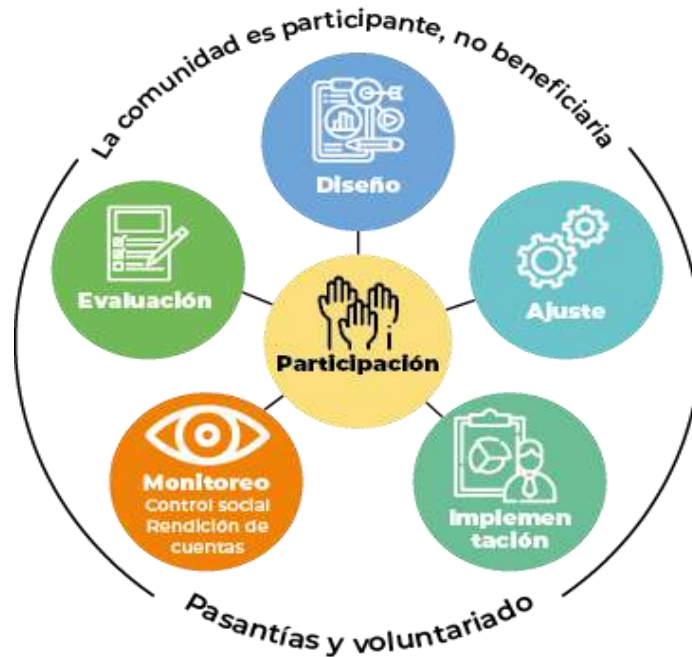 La comunidad es participante, no beneficiaria
Diseño
Evaluación
Ajuste
Participación
Monitoreo
Control social
Rendición de
cuentas
Implemen
tación
Pasantías y voluntariado